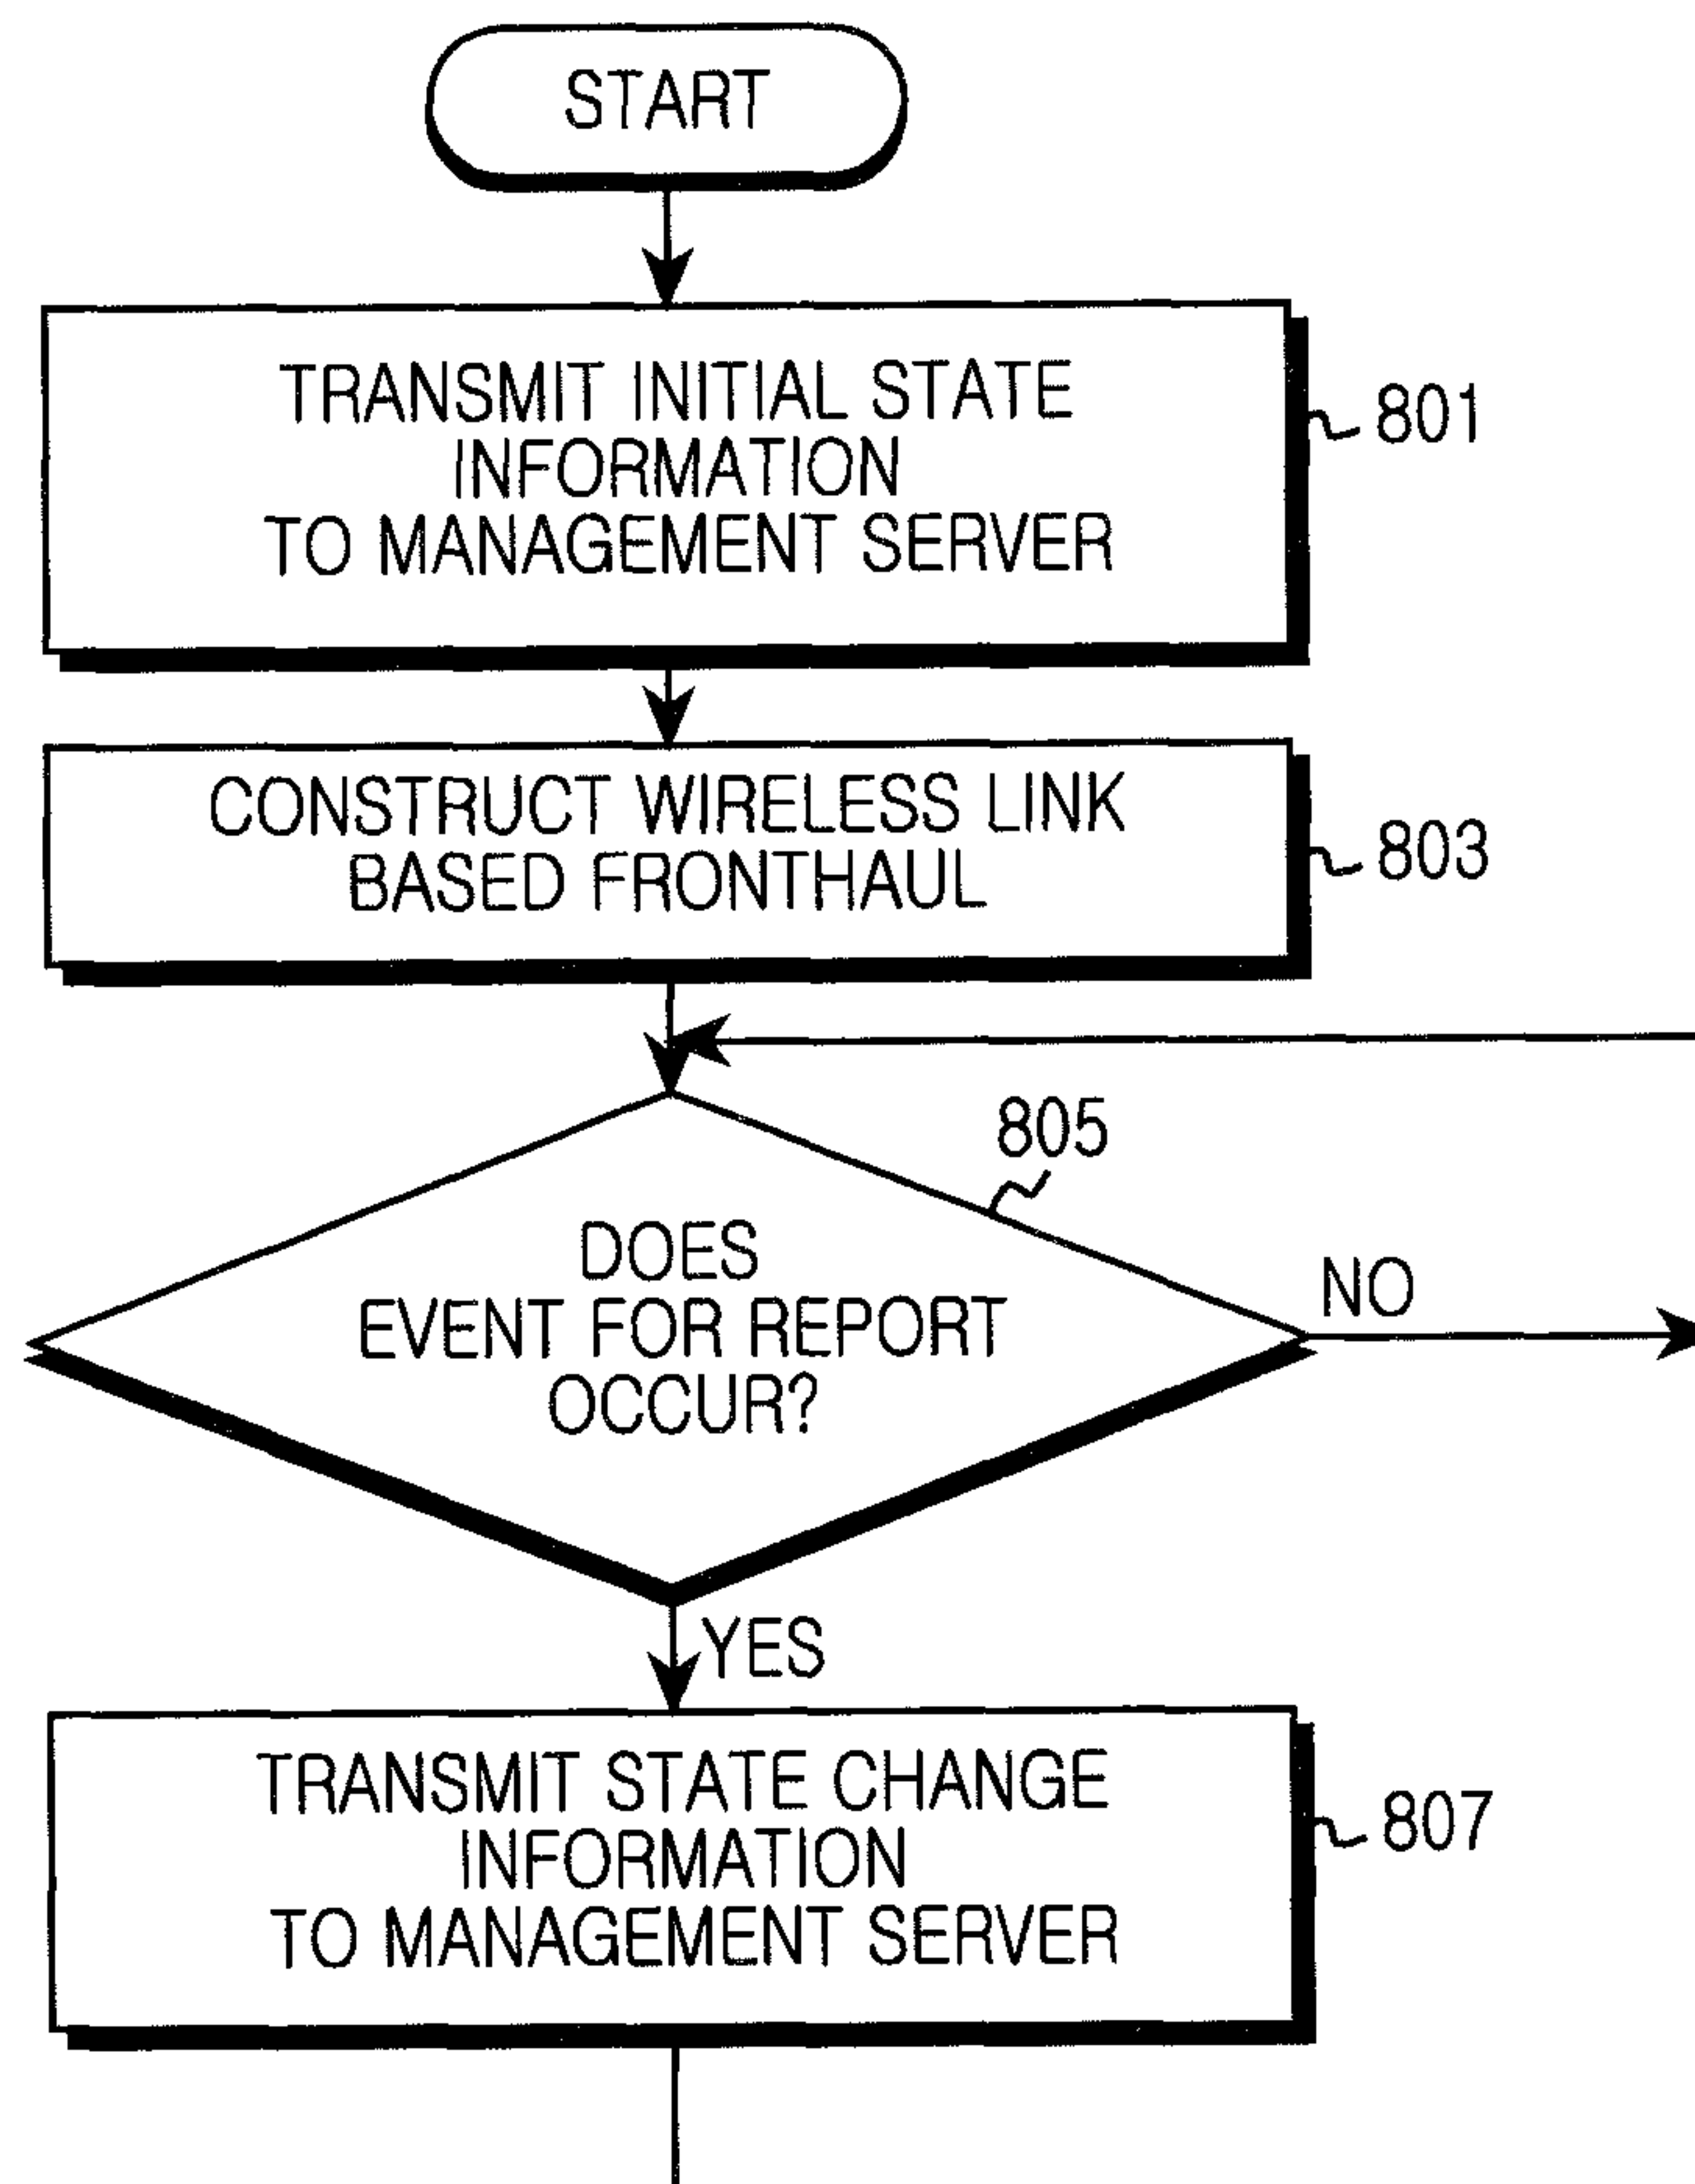 START
TRANSMIT INITIAL STATE
INFORMATION
TO MANAGEMENT SERVER
801
CONSTRUCT WIRELESS LINK
BASED FRONTHAUL
803
805
DOES
EVENT FOR REPORT
OCCUR?
NO
YES
TRANSMIT STATE CHANGE
INFORMATION
TO MANAGEMENT SERVER
807